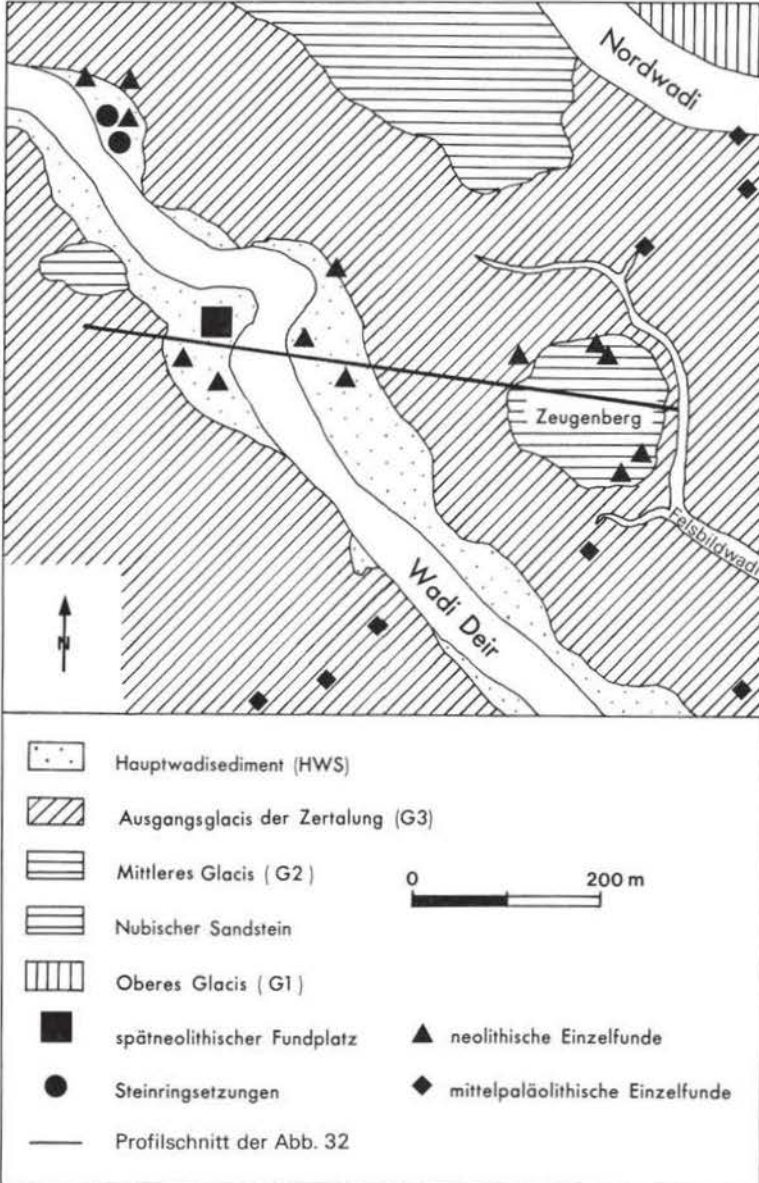 Nordwadi
Zeugenberg
Felsbildwadi
Wadi Deir
N
Hauptwadisediment (HWS)
Ausgangsglacis der Zertalung (G3)
Mittleres Glacis ( G2 )
0 200 m
Nubischer Sandstein
Oberes Glacis ( G1 )
spätneolithischer Fundplatz
neolithische Einzelfunde
Steinringsetzungen
mittelpaläolithische Einzelfunde
Profilschnitt der Abb. 32